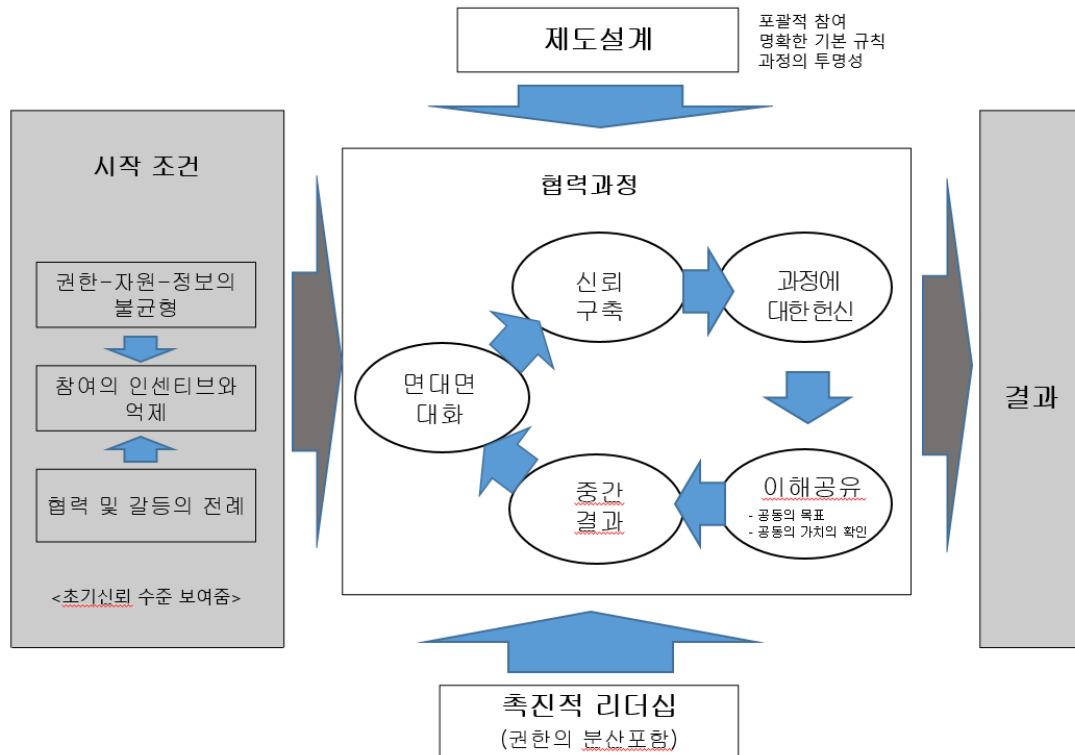 제도설계
포괄적 참여
명확한 기본 규칙
과정의 투명성
시작 조건
권한-자원-정보의
불균형
참여의 인센티브와
억제
협력 및 갈등의 전례
<초기신뢰 수준 보여줌>
협력과정
신뢰
구축
과정에
대한헌신
면대면
대화
중간
결과
이해공유
- 공동의 목표
- 공동의 가치의 확인
결과
촉진적 리더십
(권한의 분산포함)